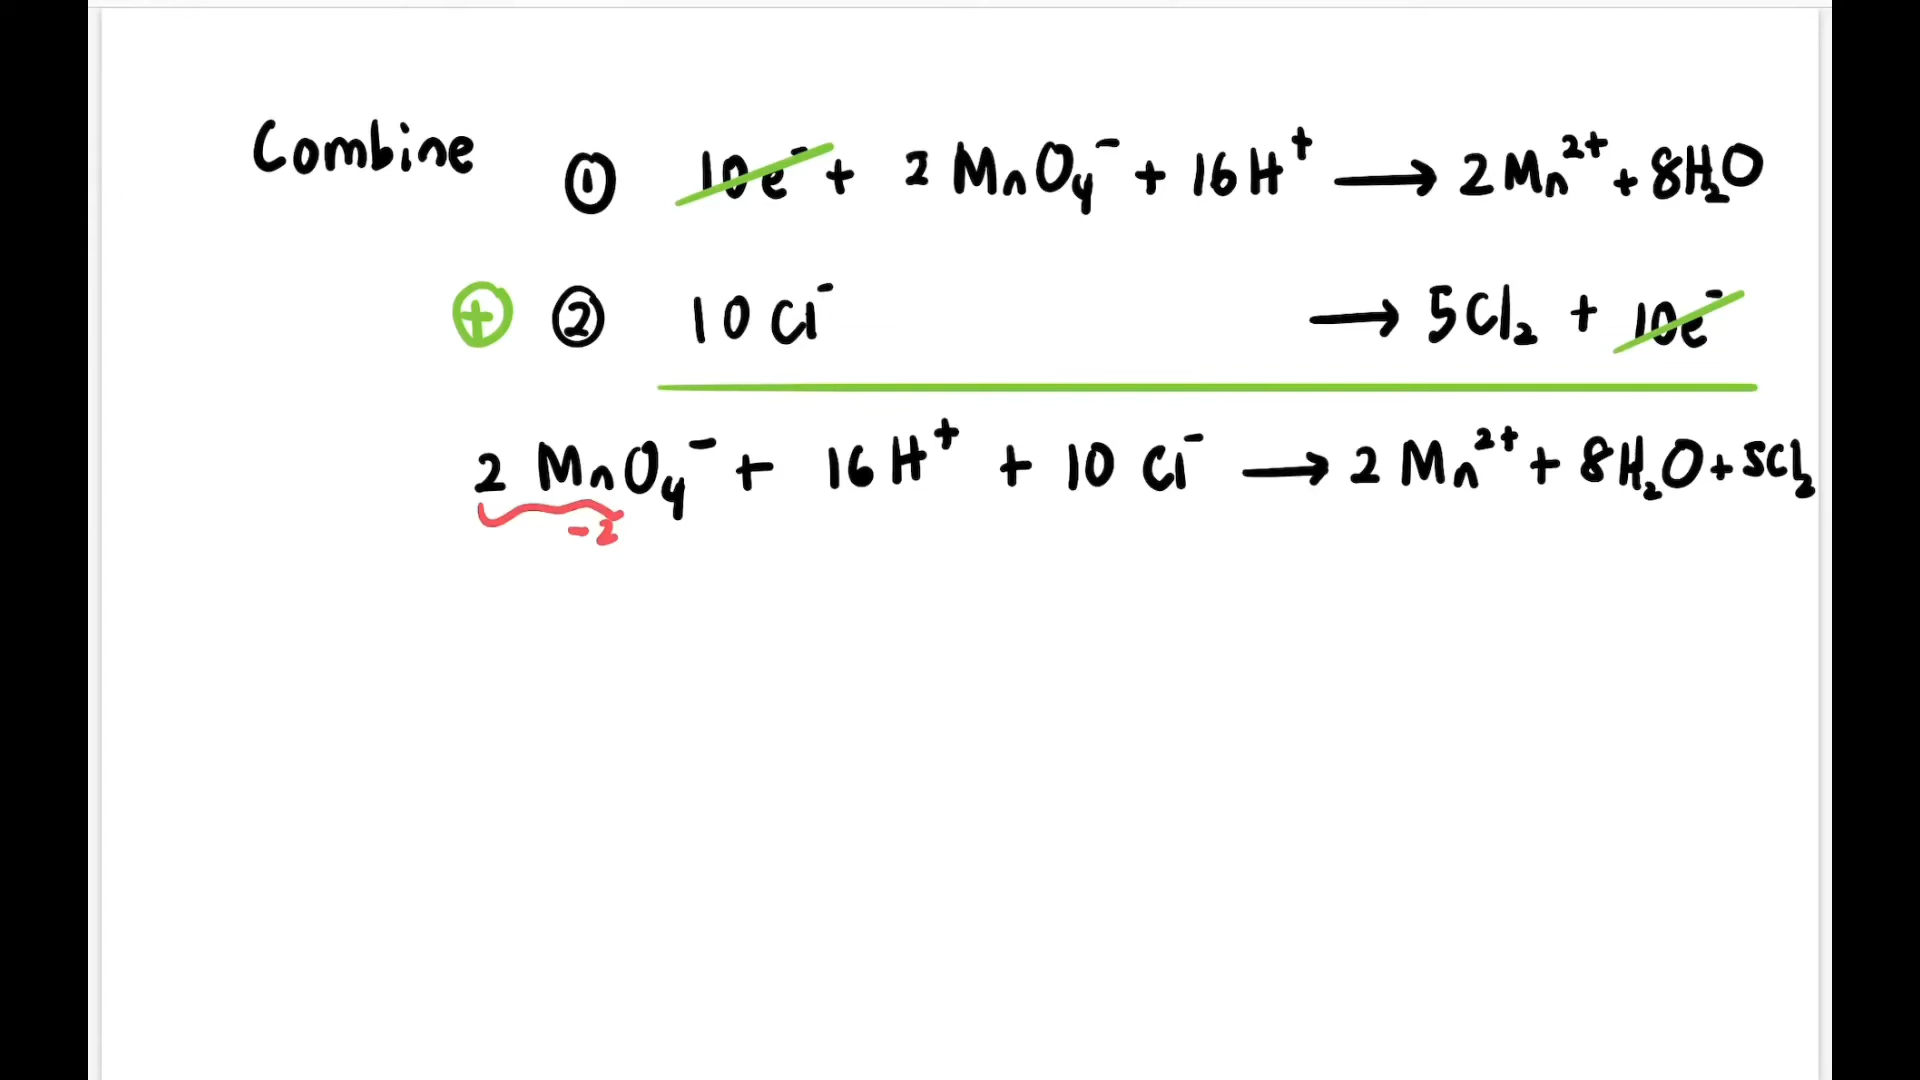 Combine ① 10e⁻ + 2 MnO₄⁻ + 16H⁺ → 2Mn²⁺ + 8H₂O
⊕ ② 10 Cl⁻ → 5Cl₂ + 10e⁻
2 MnO₄⁻ + 16H⁺ + 10 Cl⁻ → 2 Mn²⁺ + 8H₂O + 5Cl₂
-2